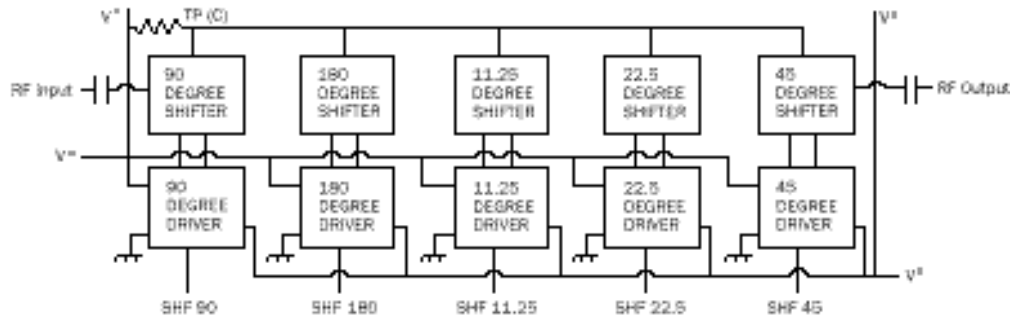 TP (C)
RF Input
90
DEGREE
SHIFTER
180
DEGREE
SHIFTER
11.25
DEGREE
SHIFTER
22.5
DEGREE
SHIFTER
45
DEGREE
SHIFTER
RF Output
90
DEGREE
DRIVER
180
DEGREE
DRIVER
11.25
DEGREE
DRIVER
22.5
DEGREE
DRIVER
45
DEGREE
DRIVER
SHF 90
SHF 180
SHF 11.25
SHF 22.5
SHF 45